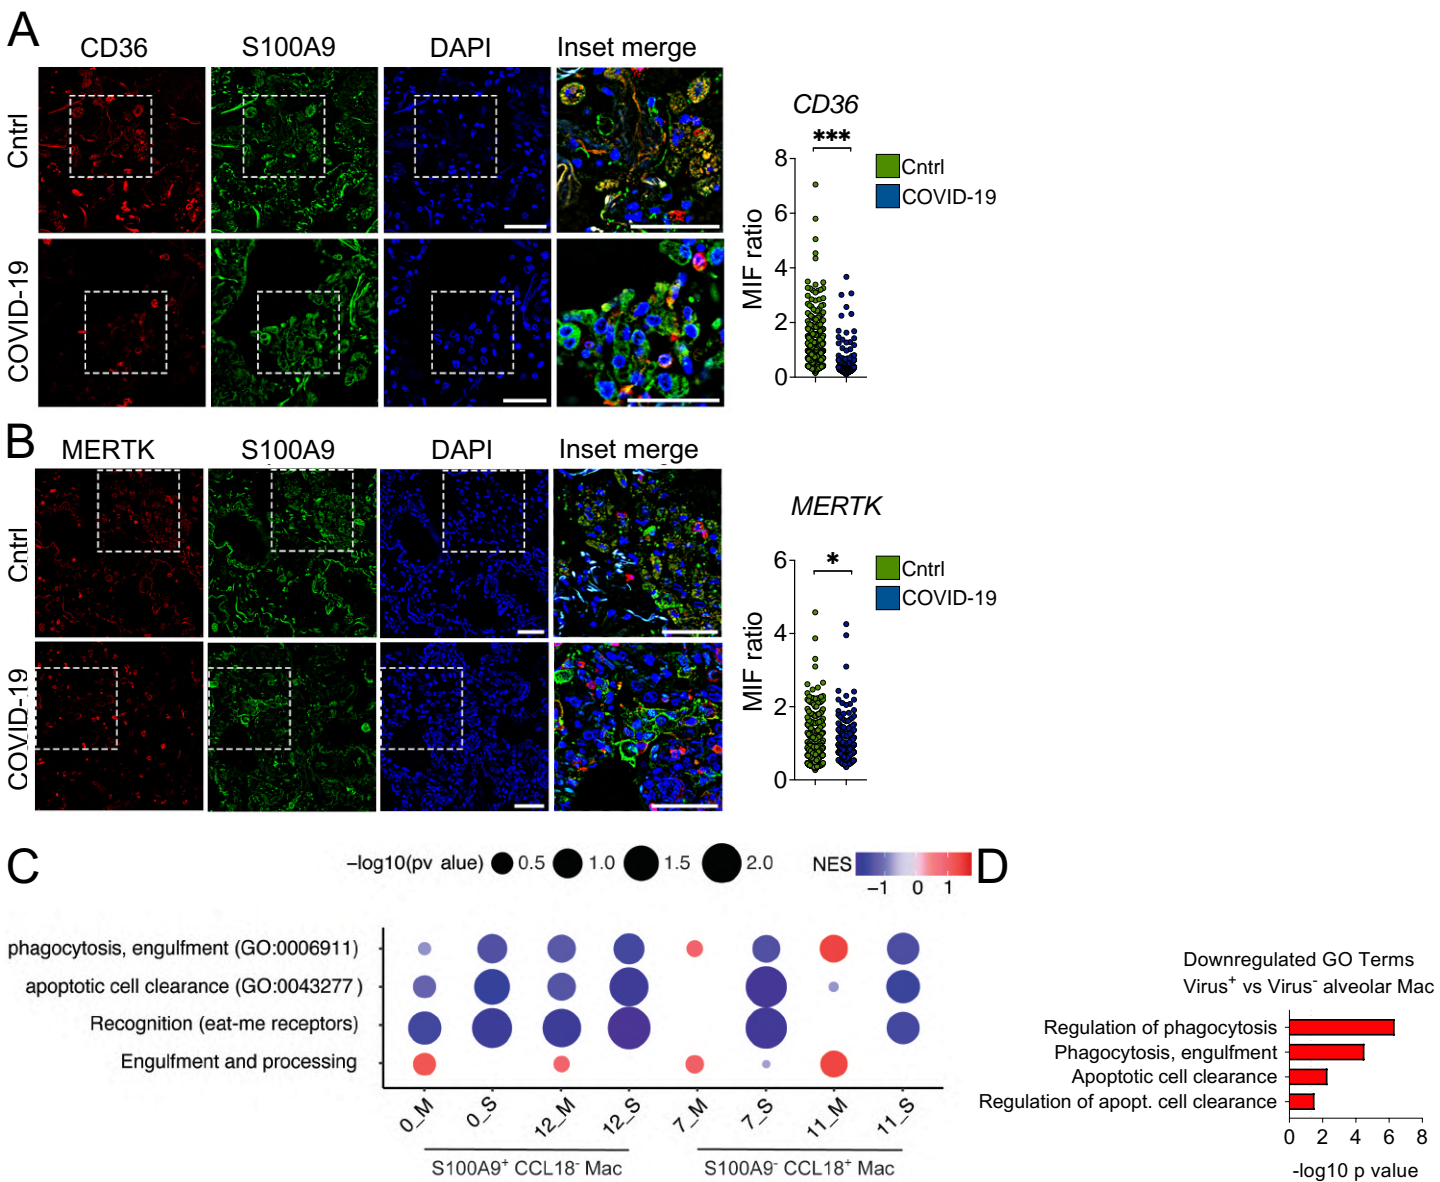 A
CD36
S100A9
DAPI
Inset merge
Cntrl
COVID-19
CD36
***
8
6
4
2
0
MIF ratio
Cntrl
COVID-19
B
MERTK
S100A9
DAPI
Inset merge
Cntrl
COVID-19
MERTK
*
6
4
2
0
MIF ratio
Cntrl
COVID-19
C
−log10(pv alue)
0.5
1.0
1.5
2.0
NES
−1 0 1
phagocytosis, engulfment (GO:0006911)
apoptotic cell clearance (GO:0043277)
Recognition (eat-me receptors)
Engulfment and processing
0_M
0_S
12_M
12_S
7_M
7_S
11_M
11_S
S100A9+ CCL18- Mac
S100A9- CCL18+ Mac
D
Downregulated GO Terms
Virus+ vs Virus- alveolar Mac
Regulation of phagocytosis
Phagocytosis, engulfment
Apoptotic cell clearance
Regulation of apopt. cell clearance
0 2 4 6 8
-log10 p value